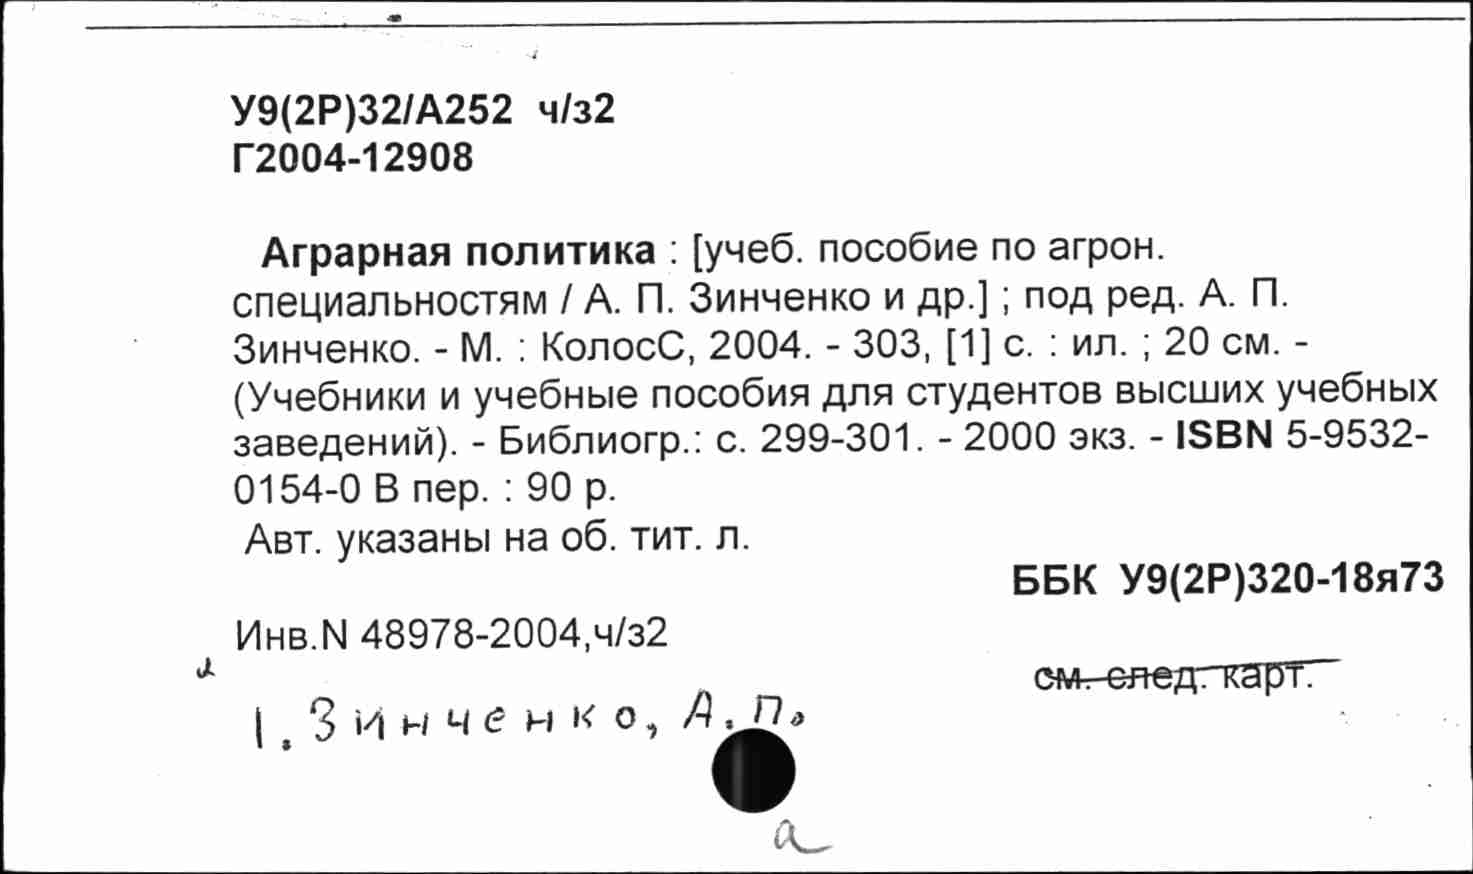 У9(2Р)32/А252 ч/з2
Г2004-12908
Аграрная политика : [учеб. пособие по агрон.
специальностям / А. П. Зинченко и др.] ; под ред. А. П.
Зинченко. - М. : КолосС, 2004. - 303, [1] с. : ил. ; 20 см. -
(Учебники и учебные пособия для студентов высших учебных
заведений). - Библиогр.: с. 299-301. - 2000 экз. - ISBN 5-9532-
0154-0 В пер. : 90 р.
Авт. указаны на об. тит. л.
ББК У9(2Р)320-18я73
Инв.N 48978-2004,ч/з2
см. след. карт.
1. Зинченко, А.П.
а